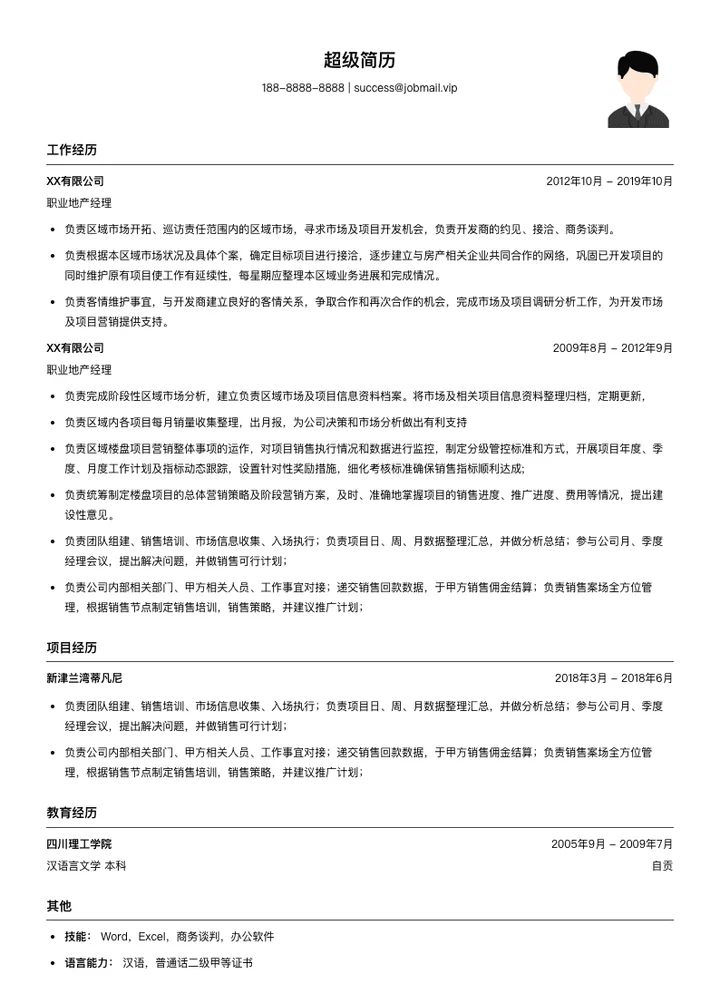 超级简历
188-8888-8888 | success@jobmail.vip
工作经历
XX有限公司 2012年10月 - 2019年10月
职业地产经理
• 负责区域市场开拓、巡访责任范围内的区域市场，寻求市场及项目开发机会，负责开发商的约见、接洽、商务谈判。
• 负责根据本区域市场状况及具体个案，确定目标项目进行接洽，逐步建立与房产相关企业共同合作的网络，巩固已开发项目的
同时维护原有项目使工作有延续性，每星期应整理本区域业务进展和完成情况。
• 负责客情维护事宜，与开发商建立良好的客情关系，争取合作和再次合作的机会，完成市场及项目调研分析工作，为开发市场
及项目营销提供支持。
XX有限公司 2009年8月 - 2012年9月
职业地产经理
• 负责完成阶段性区域市场分析，建立负责区域市场及项目信息资料档案。将市场及相关项目信息资料整理归档，定期更新，
• 负责区域内各项目每月销量收集整理，出月报，为公司决策和市场分析做出有利支持
• 负责区域楼盘项目营销整体事项的运作，对项目销售执行情况和数据进行监控，制定分级管控标准和方式，开展项目年度、季
度、月度工作计划及指标动态跟踪，设置针对性奖励措施，细化考核标准确保销售指标顺利达成;
• 负责统筹制定楼盘项目的总体营销策略及阶段营销方案，及时、准确地掌握项目的销售进度、推广进度、费用等情况，提出建
设性意见。
• 负责团队组建、销售培训、市场信息收集、入场执行；负责项目日、周、月数据整理汇总，并做分析总结；参与公司月、季度
经理会议，提出解决问题，并做销售可行计划；
• 负责公司内部相关部门、甲方相关人员、工作事宜对接；递交销售回款数据，于甲方销售佣金结算；负责销售案场全方位管
理，根据销售节点制定销售培训，销售策略，并建议推广计划；
项目经历
新津兰湾蒂凡尼 2018年3月 - 2018年6月
• 负责团队组建、销售培训、市场信息收集、入场执行；负责项目日、周、月数据整理汇总，并做分析总结；参与公司月、季度
经理会议，提出解决问题，并做销售可行计划；
• 负责公司内部相关部门、甲方相关人员、工作事宜对接；递交销售回款数据，于甲方销售佣金结算；负责销售案场全方位管
理，根据销售节点制定销售培训，销售策略，并建议推广计划；
教育经历
四川理工学院 2005年9月 - 2009年7月
汉语言文学 本科 自贡
其他
• 技能： Word，Excel，商务谈判，办公软件
• 语言能力： 汉语，普通话二级甲等证书